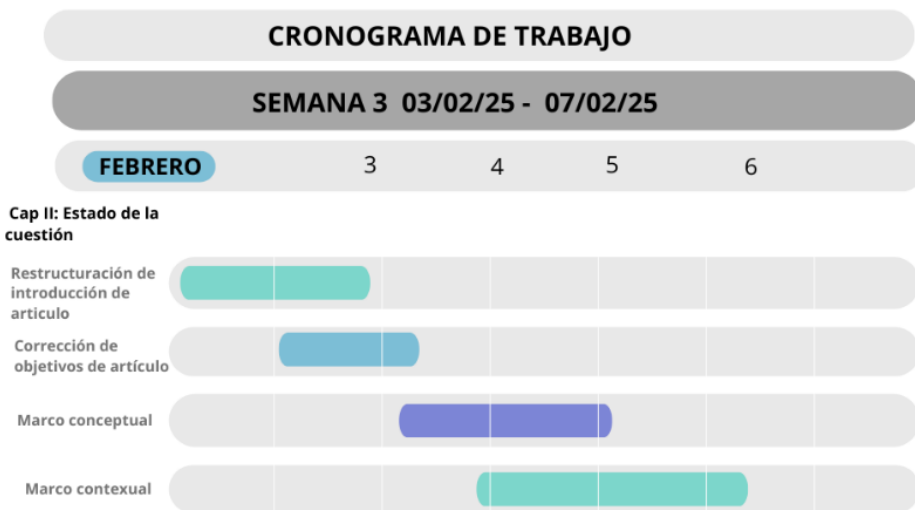 CRONOGRAMA DE TRABAJO
SEMANA 3 03/02/25 - 07/02/25
FEBRERO 3 4 5 6
Cap II: Estado de la
cuestión
Restructuración de
introducción de
articulo
Corrección de
objetivos de artículo
Marco conceptual
Marco contexual